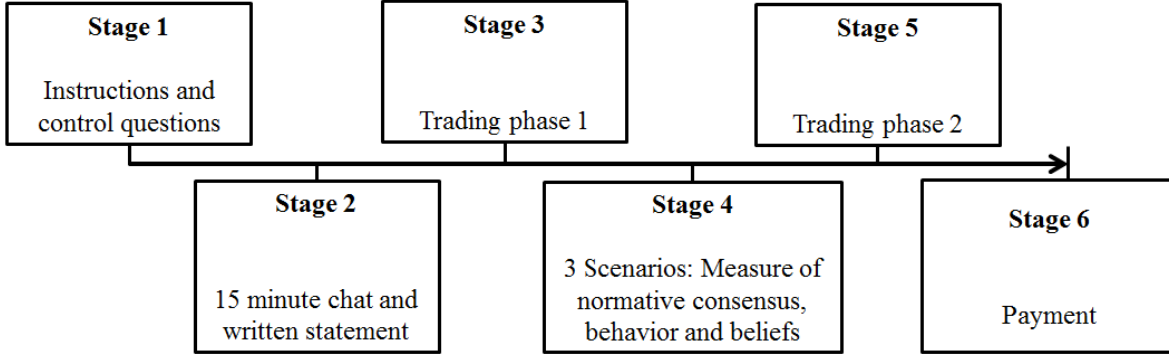 Stage 1
Instructions and
control questions
Stage 2
15 minute chat and
written statement
Stage 3
Trading phase 1
Stage 4
3 Scenarios: Measure of
normative consensus,
behavior and beliefs
Stage 5
Trading phase 2
Stage 6
Payment